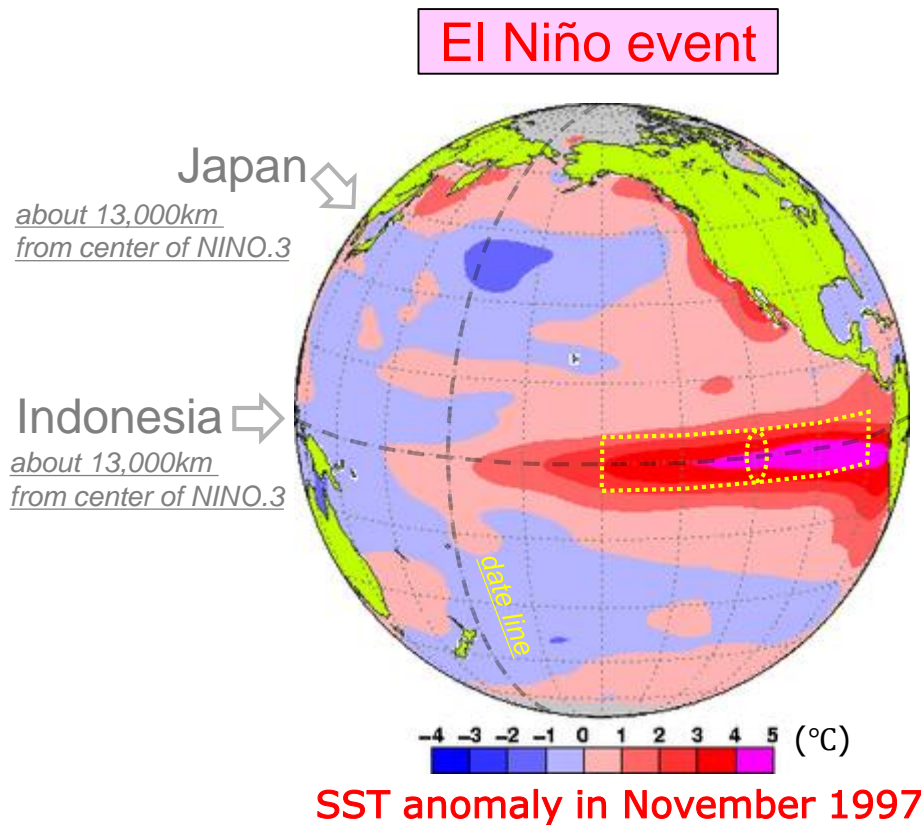 El Niño event
Japan
about 13,000km
from center of NINO.3
Indonesia
about 13,000km
from center of NINO.3
date line
-4 -3 -2 -1 0 1 2 3 4 5 (℃)
SST anomaly in November 1997